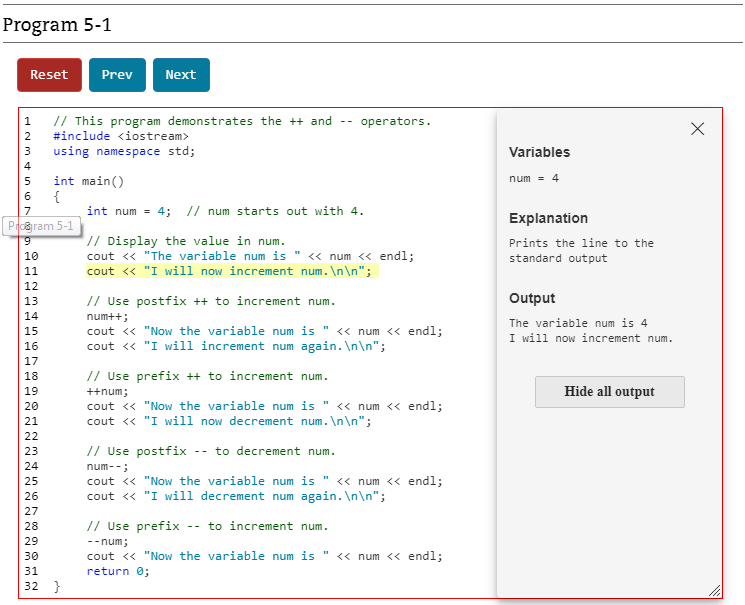 Program 5-1
Reset Prev Next
1 // This program demonstrates the ++ and -- operators.
2 #include <iostream>
3 using namespace std;
4
5 int main()
6 {
7 int num = 4;  // num starts out with 4.
Program 5-1
8
9 // Display the value in num.
10 cout << "The variable num is " << num << endl;
11 cout << "I will now increment num.\n\n";
12
13 // Use postfix ++ to increment num.
14 num++;
15 cout << "Now the variable num is " << num << endl;
16 cout << "I will increment num again.\n\n";
17
18 // Use prefix ++ to increment num.
19 ++num;
20 cout << "Now the variable num is " << num << endl;
21 cout << "I will now decrement num.\n\n";
22
23 // Use postfix -- to decrement num.
24 num--;
25 cout << "Now the variable num is " << num << endl;
26 cout << "I will decrement num again.\n\n";
27
28 // Use prefix -- to increment num.
29 --num;
30 cout << "Now the variable num is " << num << endl;
31 return 0;
32 }
Variables
num = 4
Explanation
Prints the line to the
standard output
Output
The variable num is 4
I will now increment num.
Hide all output